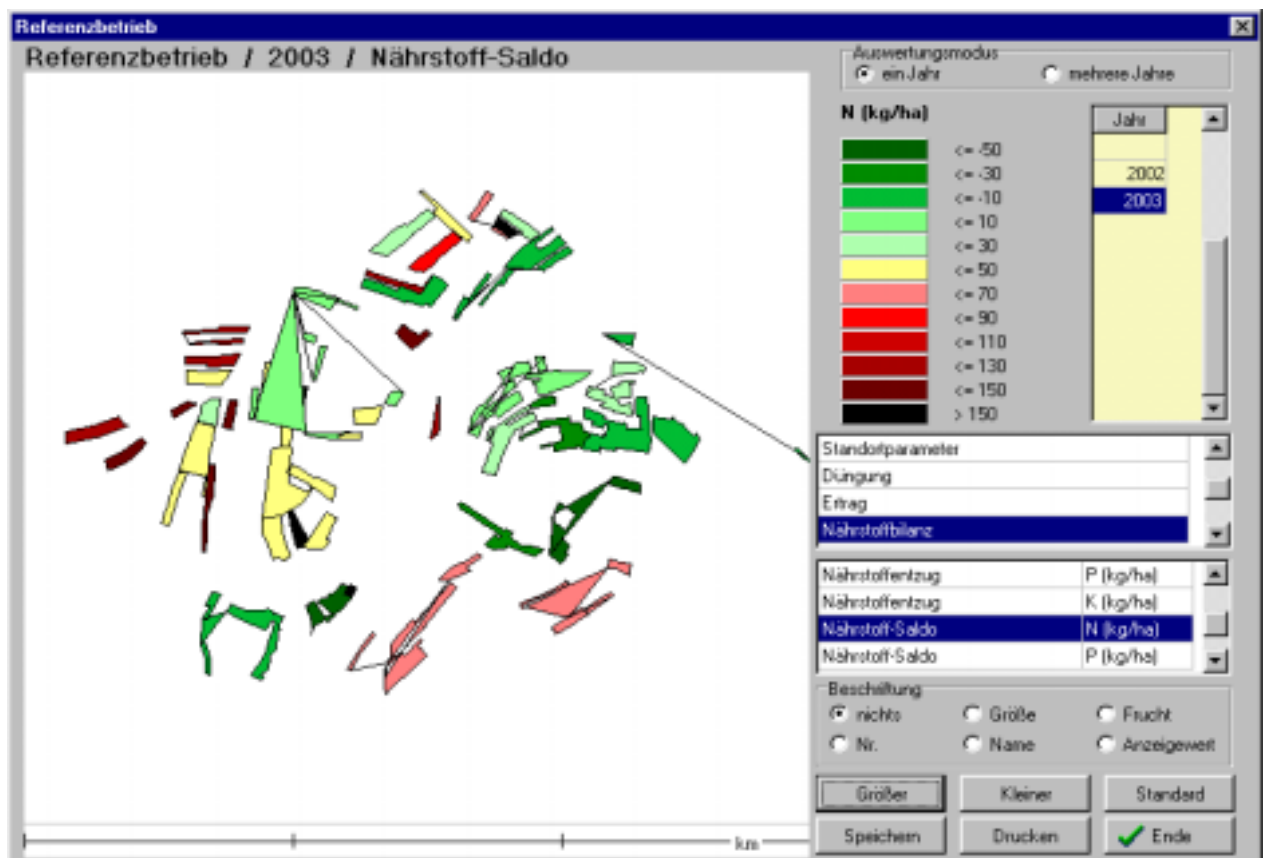 Referenzbetrieb
Referenzbetrieb / 2003 / Nährstoff-Saldo
Auswertungsmodus
ein Jahr mehrere Jahre
N (kg/ha)
<= -50
<= -30
<= -10
<= 10
<= 30
<= 50
<= 70
<= 90
<= 110
<= 130
<= 150
> 150
Jahr
2002
2003
Standortparameter
Düngung
Ertrag
Nährstoffbilanz
Nährstoffentzug P (kg/ha)
Nährstoffentzug K (kg/ha)
Nährstoff-Saldo N (kg/ha)
Nährstoff-Saldo P (kg/ha)
Beschriftung
nichts Größe Frucht
Nr. Name Anzeigewert
Größer Kleiner Standard
Speichern Drucken Ende
km